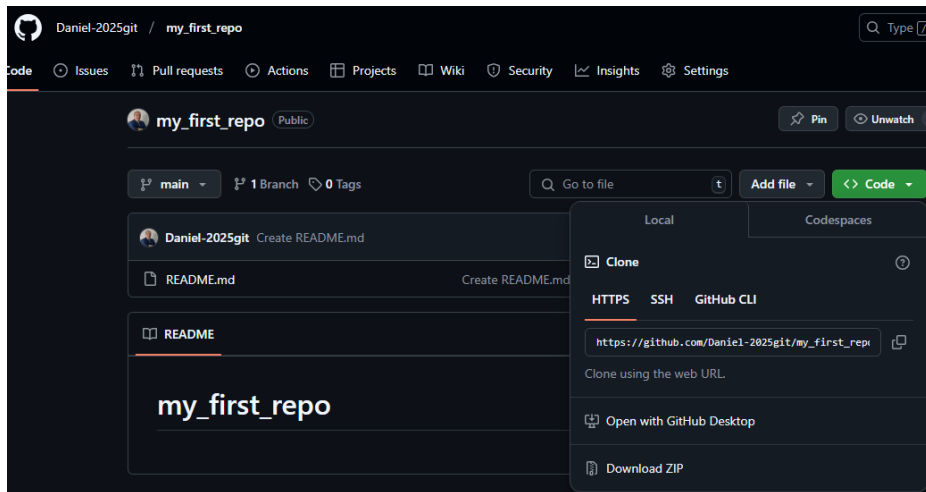 Daniel-2025git / my_first_repo
Type /
Code Issues Pull requests Actions Projects Wiki Security Insights Settings
my_first_repo Public
Pin Unwatch
main 1 Branch 0 Tags
Go to file t Add file <> Code
Local Codespaces
Daniel-2025git Create README.md
Clone
README.md Create README.md
HTTPS SSH GitHub CLI
README
https://github.com/Daniel-2025git/my_first_repo
Clone using the web URL.
my_first_repo
Open with GitHub Desktop
Download ZIP